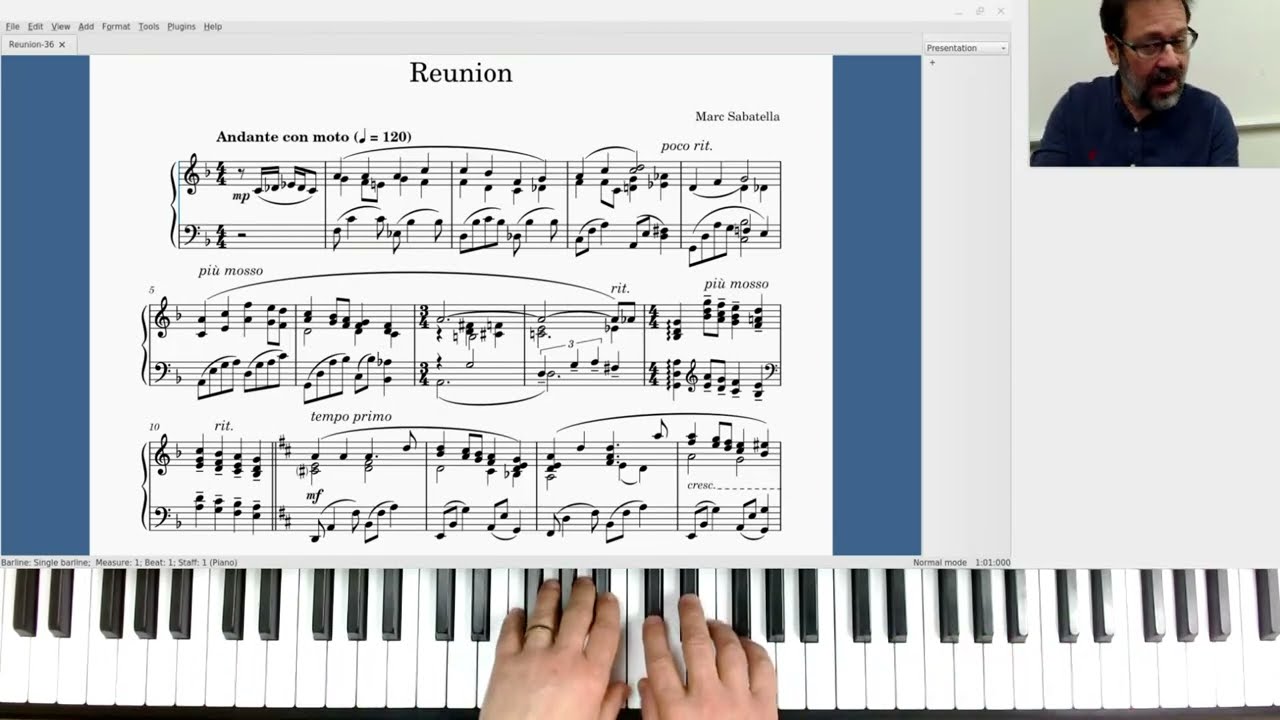 File Edit View Add Format Tools Plugins Help
Reunion-36
Presentation
Reunion
Marc Sabatella
Andante con moto (♩ = 120)
poco rit.
mp
più mosso
5
rit.
più mosso
3
10
rit.
tempo primo
mf
cresc.
Barline: Single barline; Measure: 1; Beat: 1; Staff: 1 (Piano)
Normal mode 1:01:000